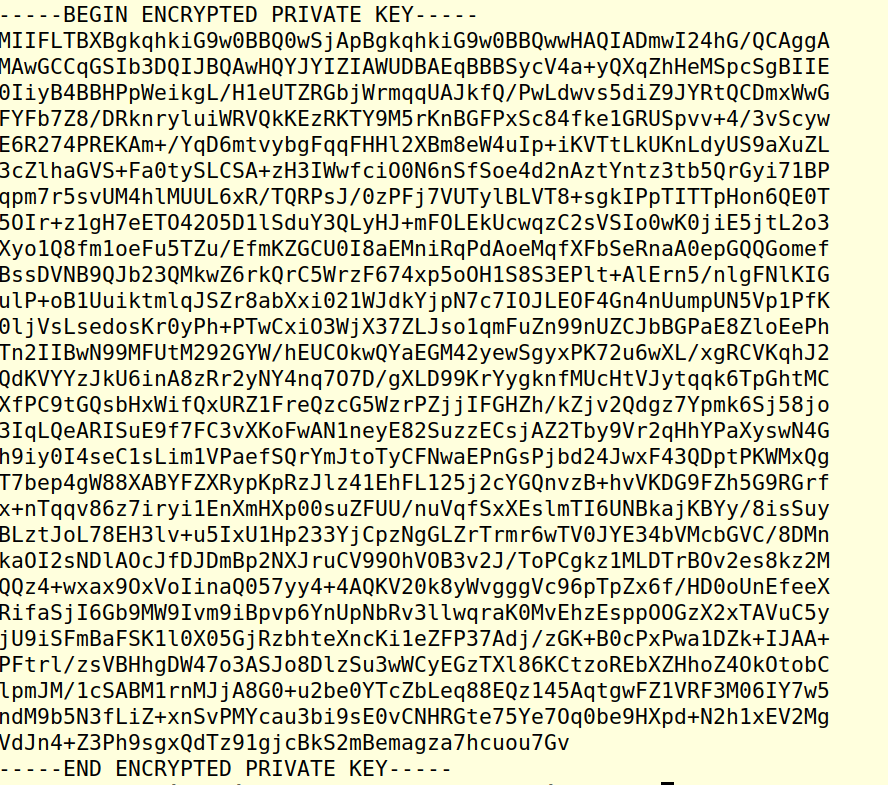 -----BEGIN ENCRYPTED PRIVATE KEY-----
MIIFLTBXBgkqhkiG9w0BBQ0wSjApBgkqhkiG9w0BBQwwHAQIADmwI24hG/QCAggA
MAwGCCqGSIb3DQIJBQAwHQYJYIZIAWUDBAEqBBBSycV4a+yQXqZhHeMSpcSgBIIE
0IiyB4BBHPpWeikgL/H1eUTZRGbjWrmqqUAJkfQ/PwLdwvs5diZ9JYRtQCDmxWwG
FYFb7Z8/DRknryluiWRVQkKEzRKTY9M5rKnBGFPxSc84fke1GRUSpvv+4/3vScyw
E6R274PREKAm+/YqD6mtvybgFqqFHHl2XBm8eW4uIp+iKVTtLkUKnLdyUS9aXuZL
3cZlhaGVS+Fa0tySLCSA+zH3IWwfciO0N6nSfSoe4d2nAztYntz3tb5QrGyi71BP
qpm7r5svUM4hlMUUL6xR/TQRPsJ/0zPFj7VUTylBLVT8+sgkIPpTITTpHon6QE0T
5OIr+z1gH7eETO42O5D1lSduY3QLyHJ+mFOLEkUcwqzC2sVSIo0wK0jiE5jtL2o3
Xyo1Q8fm1oeFu5TZu/EfmKZGCU0I8aEMniRqPdAoeMqfXFbSeRnaA0epGQQGomef
BssDVNB9QJb23QMkwZ6rkQrC5WrzF674xp5oOH1S8S3EPlt+AlErn5/nlgFNlKIG
ulP+oB1UuiktmlqJSZr8abXxi021WJdkYjpN7c7IOJLEOF4Gn4nUumpUN5Vp1PfK
0ljVsLsedosKr0yPh+PTwCxiO3WjX37ZLJso1qmFuZn99nUZCJbBGPaE8ZloEePh
Tn2IIBwN99MFUtM292GYW/hEUCOkwQYaEGM42yewSgyxPK72u6wXL/xgRCVKqhJ2
QdKVYYzJkU6inA8zRr2yNY4nq7O7D/gXLD99KrYygknfMUcHtVJytqqk6TpGhtMC
XfPC9tGQsbHxWifQxURZ1FreQzcG5WzrPZjjIFGHZh/kZjv2Qdgz7Ypmk6Sj58jo
3IqLQeARISuE9f7FC3vXKoFwAN1neyE82SuzzECsjAZ2Tby9Vr2qHhYPaXyswN4G
h9iy0I4seC1sLim1VPaefSQrYmJtoTyCFNwaEPnGsPjbd24JwxF43QDptPKWMxQg
T7bep4gW88XABYFZXRypKpRzJlz41EhFL125j2cYGQnvzB+hvVKDG9FZh5G9RGrf
x+nTqqv86z7iryi1EnXmHXp00suZFUU/nuVqfSxXEslmTI6UNBkajKBYy/8isSuy
BLztJoL78EH3lv+u5IxU1Hp233YjCpzNgGLZrTrmr6wTV0JYE34bVMcbGVC/8DMn
kaOI2sNDlAOcJfDJDmBp2NXJruCV99OhVOB3v2J/ToPCgkz1MLDTrBOv2es8kz2M
QQz4+wxax9OxVoIinaQ057yy4+4AQKV20k8yWvgggVc96pTpZx6f/HD0oUnEfeeX
RifaSjI6Gb9MW9Ivm9iBpvp6YnUpNbRv3llwqraK0MvEhzEsppOOGzX2xTAVuC5y
jU9iSFmBaFSK1l0X05GjRzbhteXncKi1eZFP37Adj/zGK+B0cPxPwa1DZk+IJAA+
PFtrl/zsVBHhgDW47o3ASJo8DlzSu3wWCyEGzTXl86KCtzoREbXZHhoZ4OkOtobC
lpmJM/1cSABM1rnMJjA8G0+u2be0YTcZbLeq88EQz145AqtgwFZ1VRF3M06IY7w5
ndM9b5N3fLiZ+xnSvPMYcau3bi9sE0vCNHRGte75Ye7Oq0be9HXpd+N2h1xEV2Mg
VdJn4+Z3Ph9sgxQdTz91gjcBkS2mBemagza7hcuou7Gv
-----END ENCRYPTED PRIVATE KEY-----